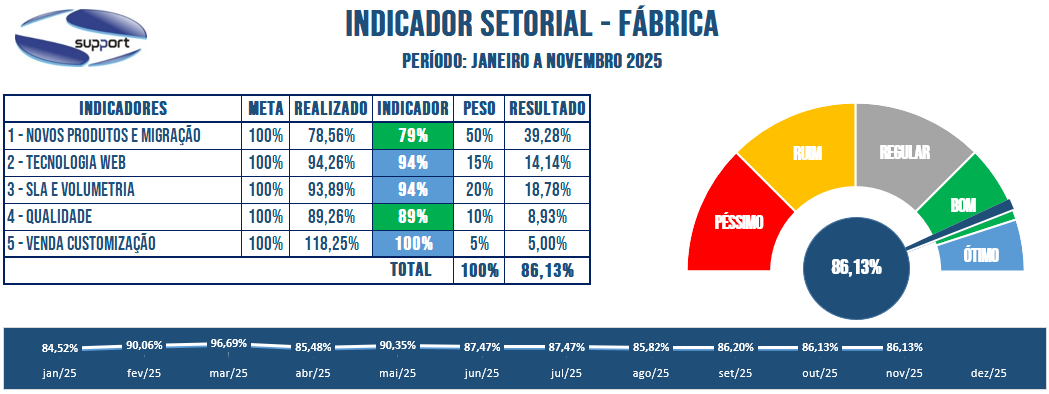 support
INDICADOR SETORIAL - FÁBRICA
PERÍODO: JANEIRO A NOVEMBRO 2025
INDICADORES META REALIZADO INDICADOR PESO RESULTADO
1 - NOVOS PRODUTOS E MIGRAÇÃO 100% 78,56% 79% 50% 39,28%
2 - TECNOLOGIA WEB 100% 94,26% 94% 15% 14,14%
3 - SLA E VOLUMETRIA 100% 93,89% 94% 20% 18,78%
4 - QUALIDADE 100% 89,26% 89% 10% 8,93%
5 - VENDA CUSTOMIZAÇÃO 100% 118,25% 100% 5% 5,00%
TOTAL 100% 86,13%
PÉSSIMO
RUIM
REGULAR
BOM
ÓTIMO
86,13%
84,52% 90,06% 96,69% 85,48% 90,35% 87,47% 87,47% 85,82% 86,20% 86,13% 86,13%
jan/25 fev/25 mar/25 abr/25 mai/25 jun/25 jul/25 ago/25 set/25 out/25 nov/25 dez/25